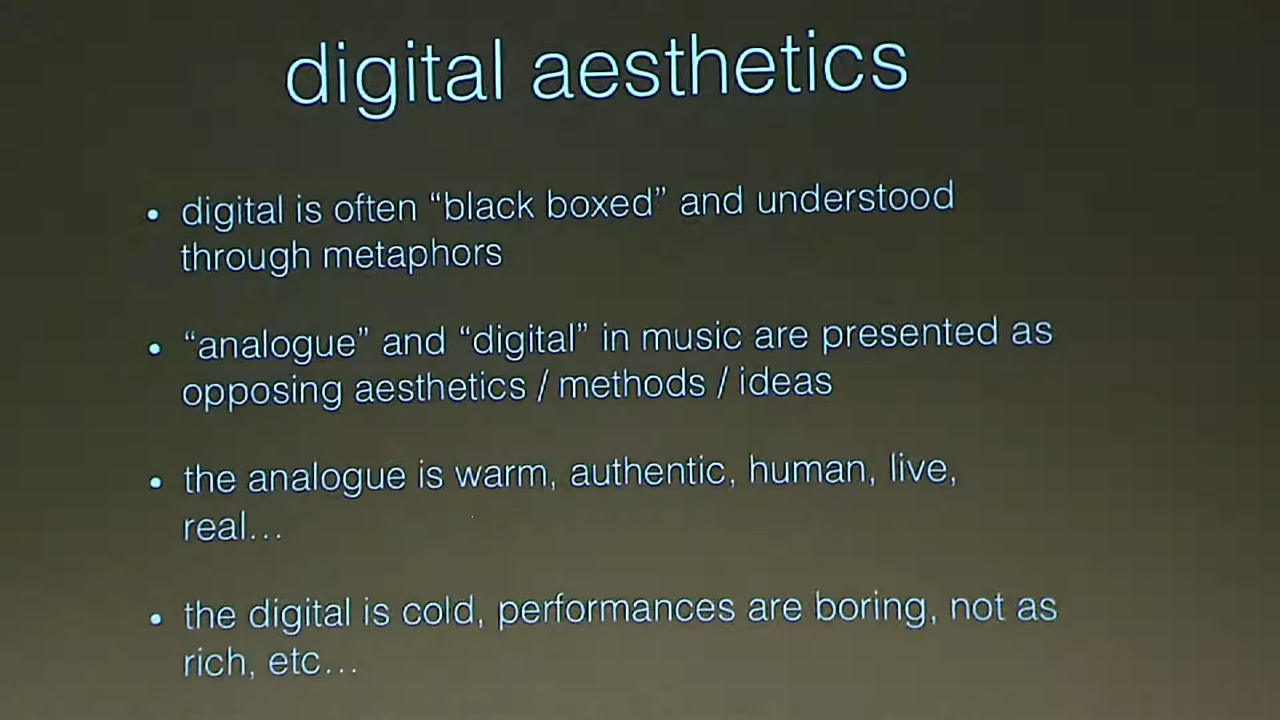 digital aesthetics
• digital is often “black boxed” and understood
through metaphors
• “analogue” and “digital” in music are presented as
opposing aesthetics / methods / ideas
• the analogue is warm, authentic, human, live,
real…
• the digital is cold, performances are boring, not as
rich, etc…